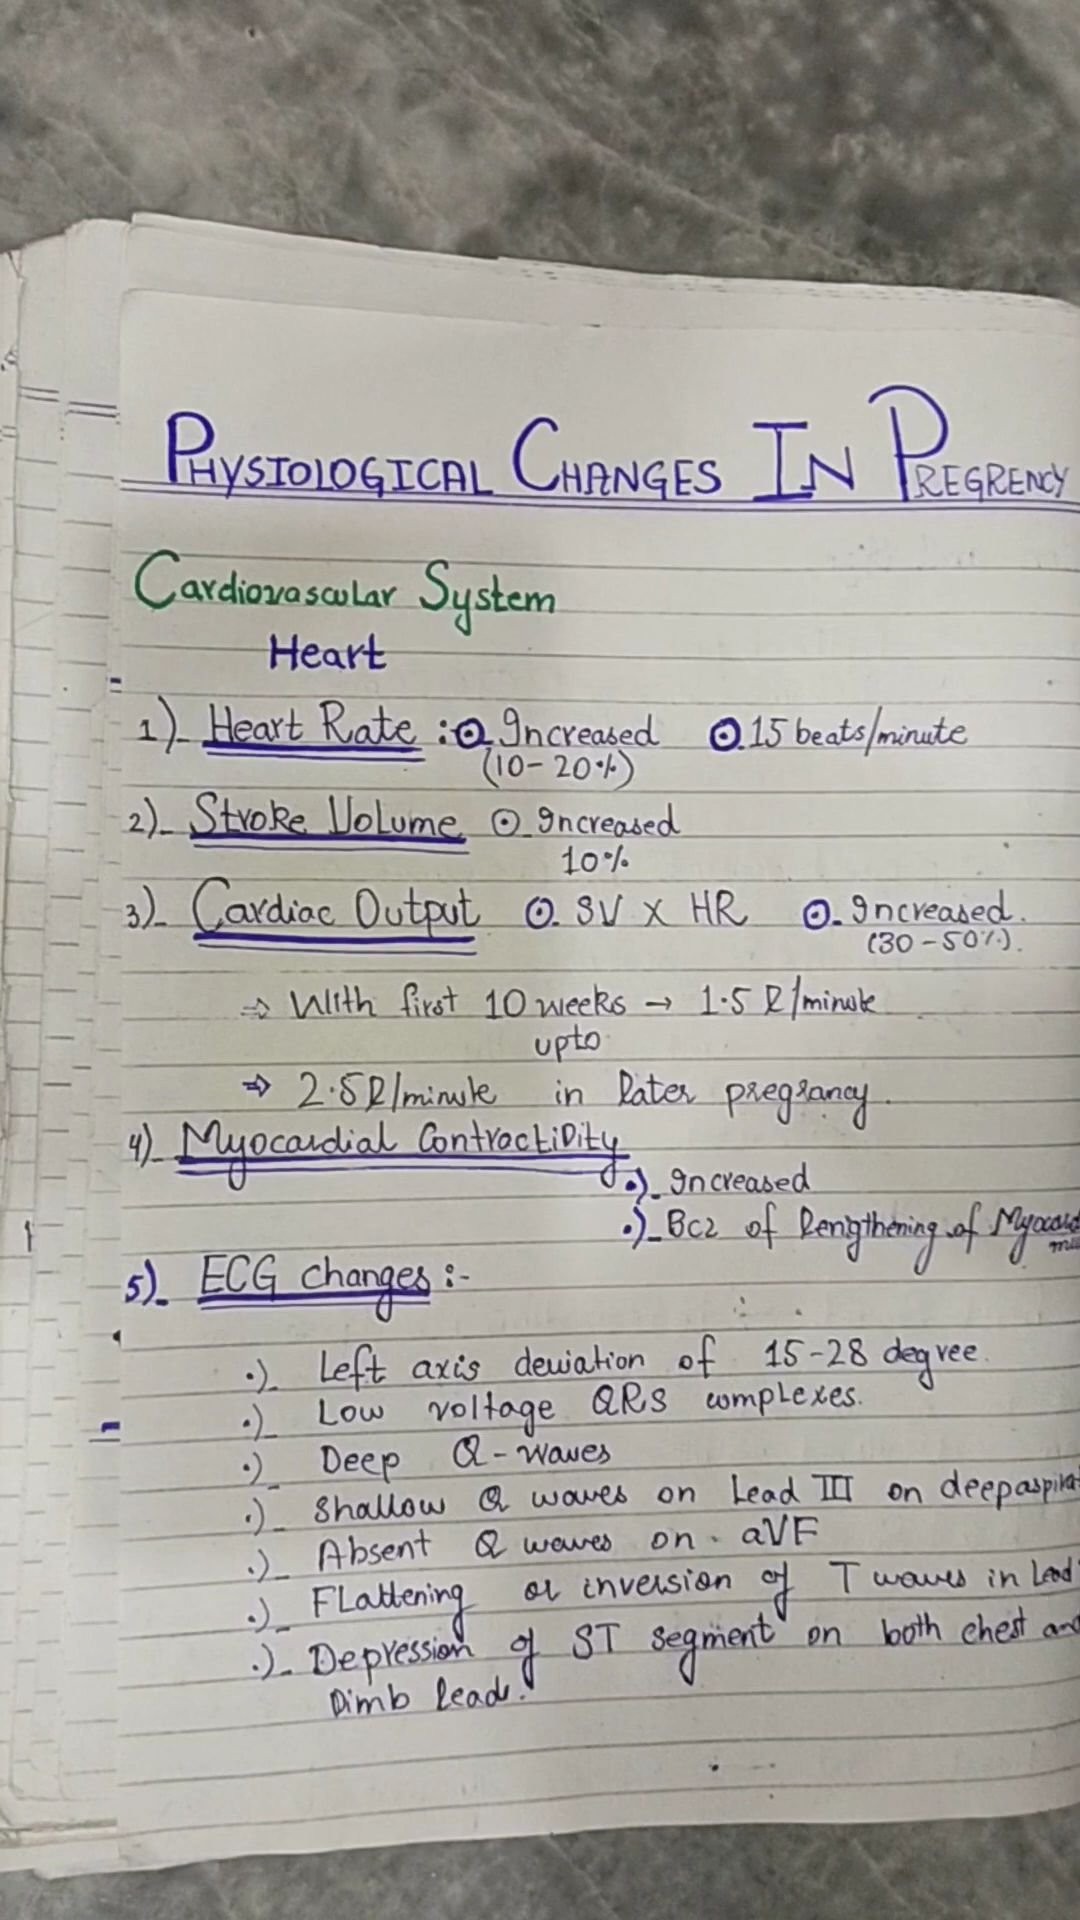 PHYSIOLOGICAL CHANGES IN PREGRENCY
Cardiovascular System
Heart
1)_ Heart Rate : Increased 15 beats/minute
(10-20%)
2)_ Stroke Volume Increased
10%
3)_ Cardiac Output SV X HR Increased.
(30-50%).
⇒ With first 10 weeks → 1.5 l/minute
upto
⇒ 2.5 l/minute in later pregnancy.
4)_ Myocardial Contractility
•)_ Increased
•)_ Bcz of lengthening of Myocard
5)_ ECG changes :-
•)_ Left axis deviation of 15-28 degree.
•)_ Low voltage QRS complexes.
•)_ Deep Q-waves
•)_ Shallow Q waves on Lead III on deep
•)_ Absent Q waves on aVF
•)_ Flattening or inversion of T waves in Lead
•)_ Depression of ST segment on both chest and
limb leads.